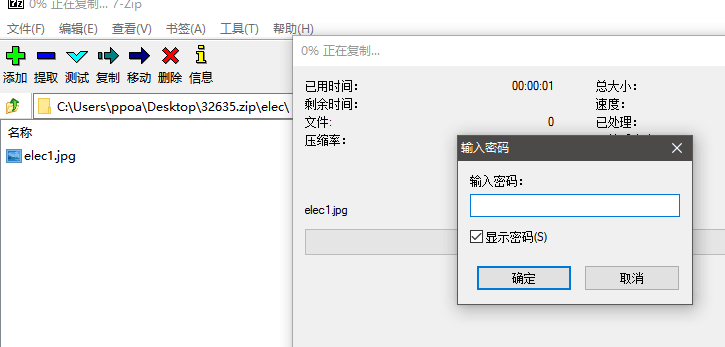 7z 0% 正在复制... 7-Zip
文件(F) 编辑(E) 查看(V) 书签(A) 工具(T) 帮助(H)
添加 提取 测试 复制 移动 删除 信息
C:\Users\ppoa\Desktop\32635.zip\elec\
名称
elec1.jpg
0% 正在复制...
已用时间: 00:00:01 总大小:
剩余时间: 速度:
文件: 0 已处理:
压缩率:
elec1.jpg
输入密码
输入密码:
显示密码(S)
确定 取消